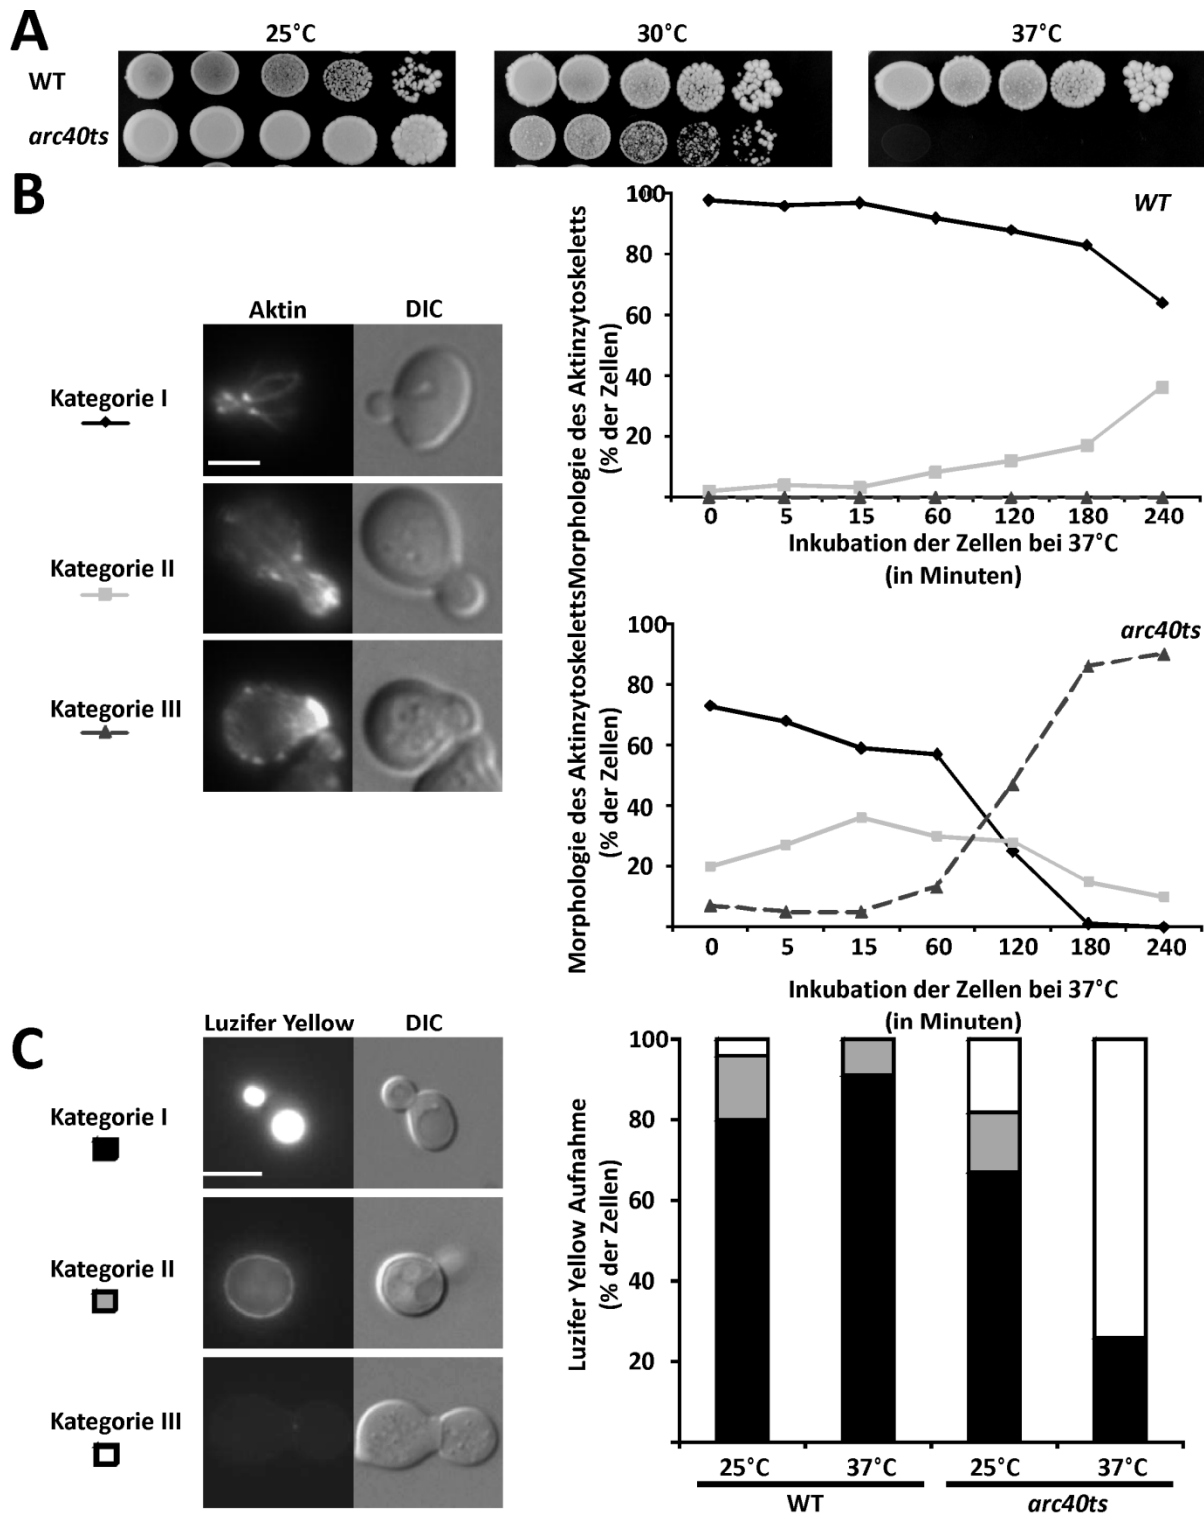 A
25°C
30°C
37°C
WT
arc40ts
B
Aktin
DIC
Kategorie I
Kategorie II
Kategorie III
Morphologie des Aktinzytoskeletts
(% der Zellen)
100
80
60
40
20
WT
0 5 15 60 120 180 240
Inkubation der Zellen bei 37°C
(in Minuten)
Morphologie des Aktinzytoskeletts
(% der Zellen)
100
80
60
40
20
arc40ts
0 5 15 60 120 180 240
Inkubation der Zellen bei 37°C
(in Minuten)
C
Luzifer Yellow
DIC
Kategorie I
Kategorie II
Kategorie III
Luzifer Yellow Aufnahme
(% der Zellen)
100
80
60
40
20
25°C
37°C
25°C
37°C
WT
arc40ts